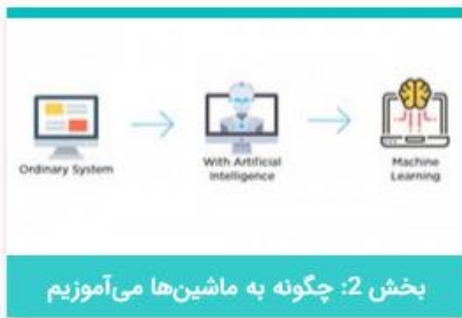 Ordinary System
With Artificial
Intelligence
Machine
Learning
بخش 2: چگونه به ماشین‌ها می‌آموزیم